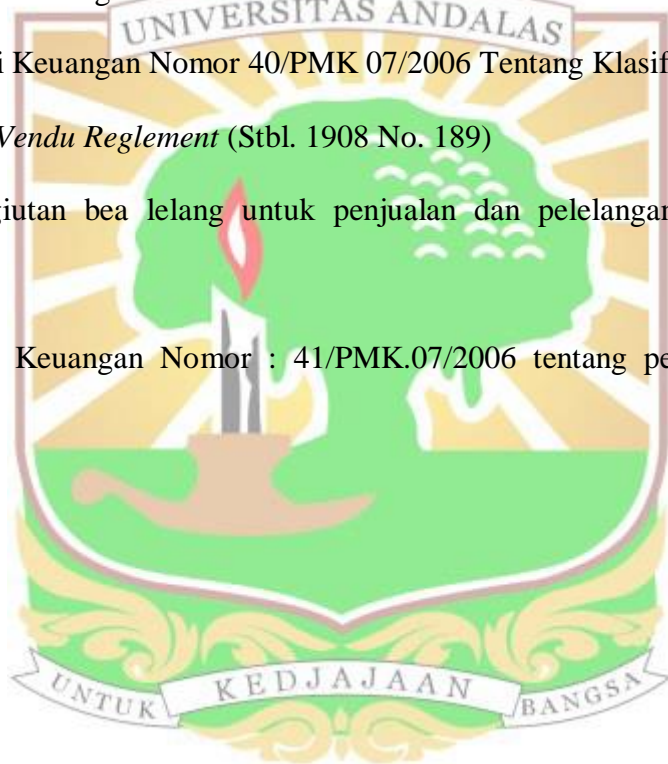 UNIVERSITAS ANDALAS
i Keuangan Nomor 40/PMK 07/2006 Tentang Klasif
Vendu Reglement (Stbl. 1908 No. 189)
giutan bea lelang untuk penjualan dan pelelangan
Keuangan Nomor : 41/PMK.07/2006 tentang pe
UNTUK KEDJAJAAN BANGSA